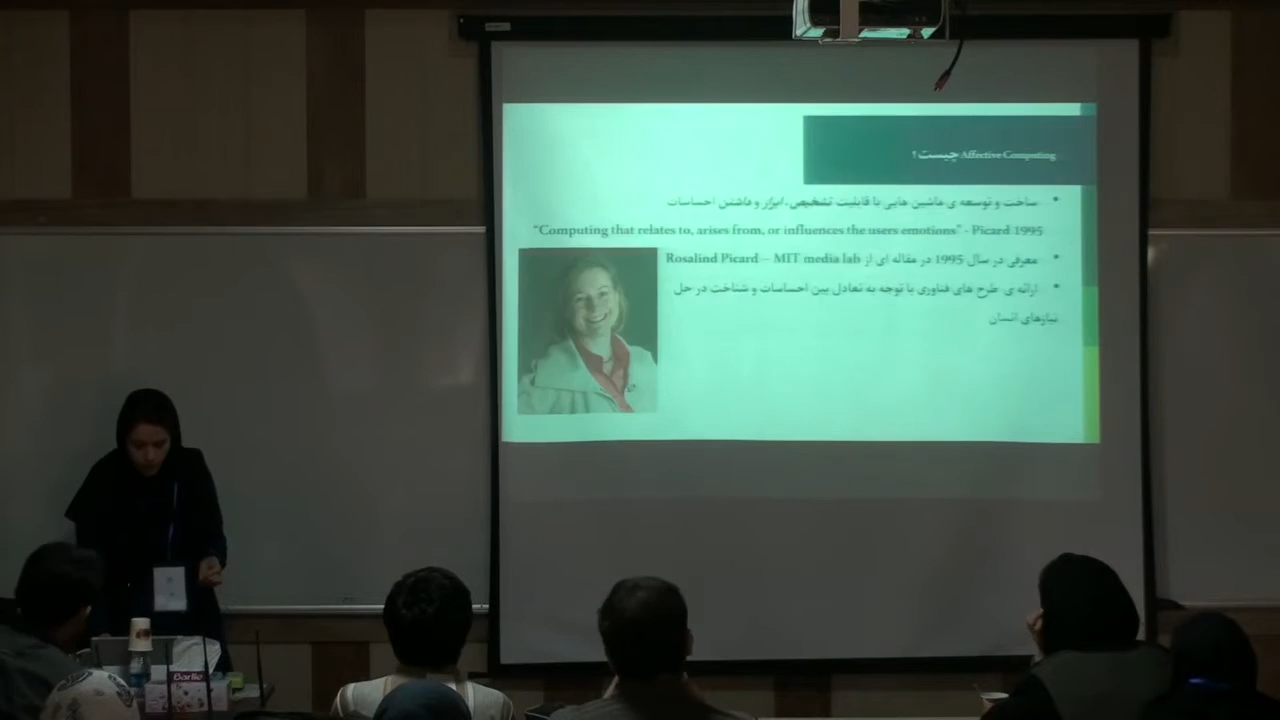 Affective Computing چیست؟
ساخت و توسعه ی ماشین هایی با قابلیت تشخیص، ابراز و داشتن احساسات
“Computing that relates to, arises from, or influences the users emotions” - Picard 1995
معرفی در سال 1995 در مقاله ای از Rosalind Picard – MIT media lab
ارائه ی طرح های فناوری با توجه به تعادل بین احساسات و شناخت در حل
نیازهای انسان
Barlie